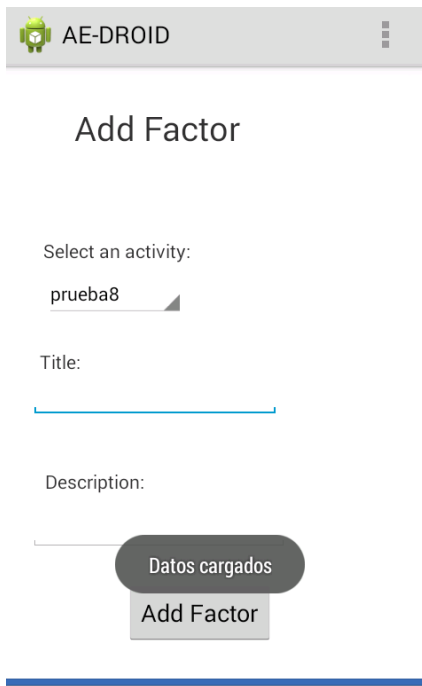 AE-DROID
Add Factor
Select an activity:
prueba8
Title:
Description:
Datos cargados
Add Factor